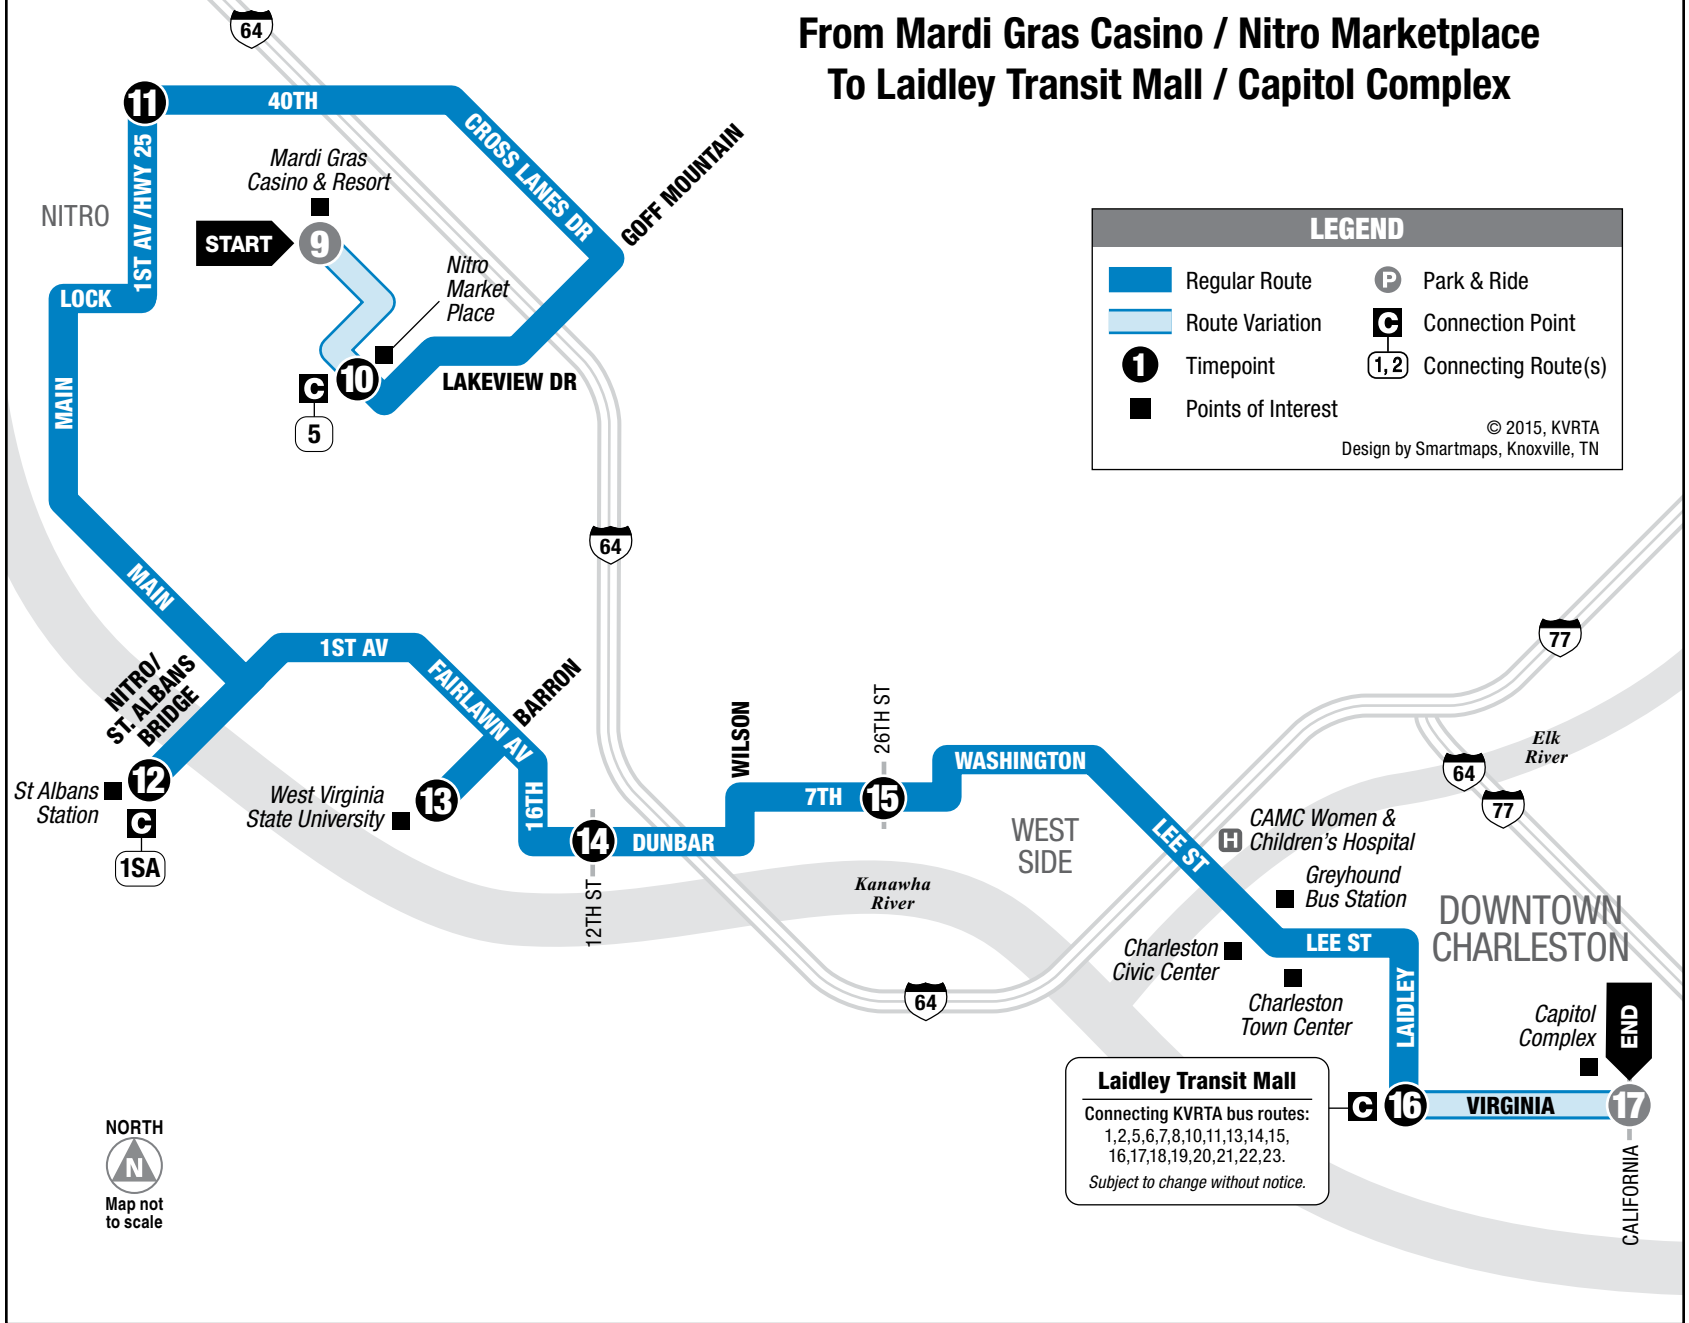 From Mardi Gras Casino / Nitro Marketplace
To Laidley Transit Mall / Capitol Complex
64
11
40TH
CROSS LANES DR
GOFF MOUNTAIN
1ST AV /HWY 25
NITRO
Mardi Gras
Casino & Resort
START
9
Nitro
Market
Place
10
C
5
LAKEVIEW DR
LOCK
MAIN
MAIN
64
LEGEND
Regular Route
Route Variation
1
Timepoint
Points of Interest
P
Park & Ride
C
Connection Point
1, 2
Connecting Route(s)
© 2015, KVRTA
Design by Smartmaps, Knoxville, TN
NITRO/
ST. ALBANS
BRIDGE
12
St Albans
Station
C
1SA
1ST AV
FAIRLAWN AV
BARRON
West Virginia
State University
13
16TH
14
12TH ST
DUNBAR
WILSON
7TH
15
26TH ST
WASHINGTON
WEST
SIDE
Kanawha
River
LEE ST
77
Elk
River
64
77
H
CAMC Women &
Children's Hospital
Greyhound
Bus Station
DOWNTOWN
CHARLESTON
LEE ST
Charleston
Civic Center
Charleston
Town Center
64
LAIDLEY
Capitol
Complex
END
Laidley Transit Mall
Connecting KVRTA bus routes:
1,2,5,6,7,8,10,11,13,14,15,
16,17,18,19,20,21,22,23.
Subject to change without notice.
C
16
VIRGINIA
17
CALIFORNIA
NORTH
N
Map not
to scale